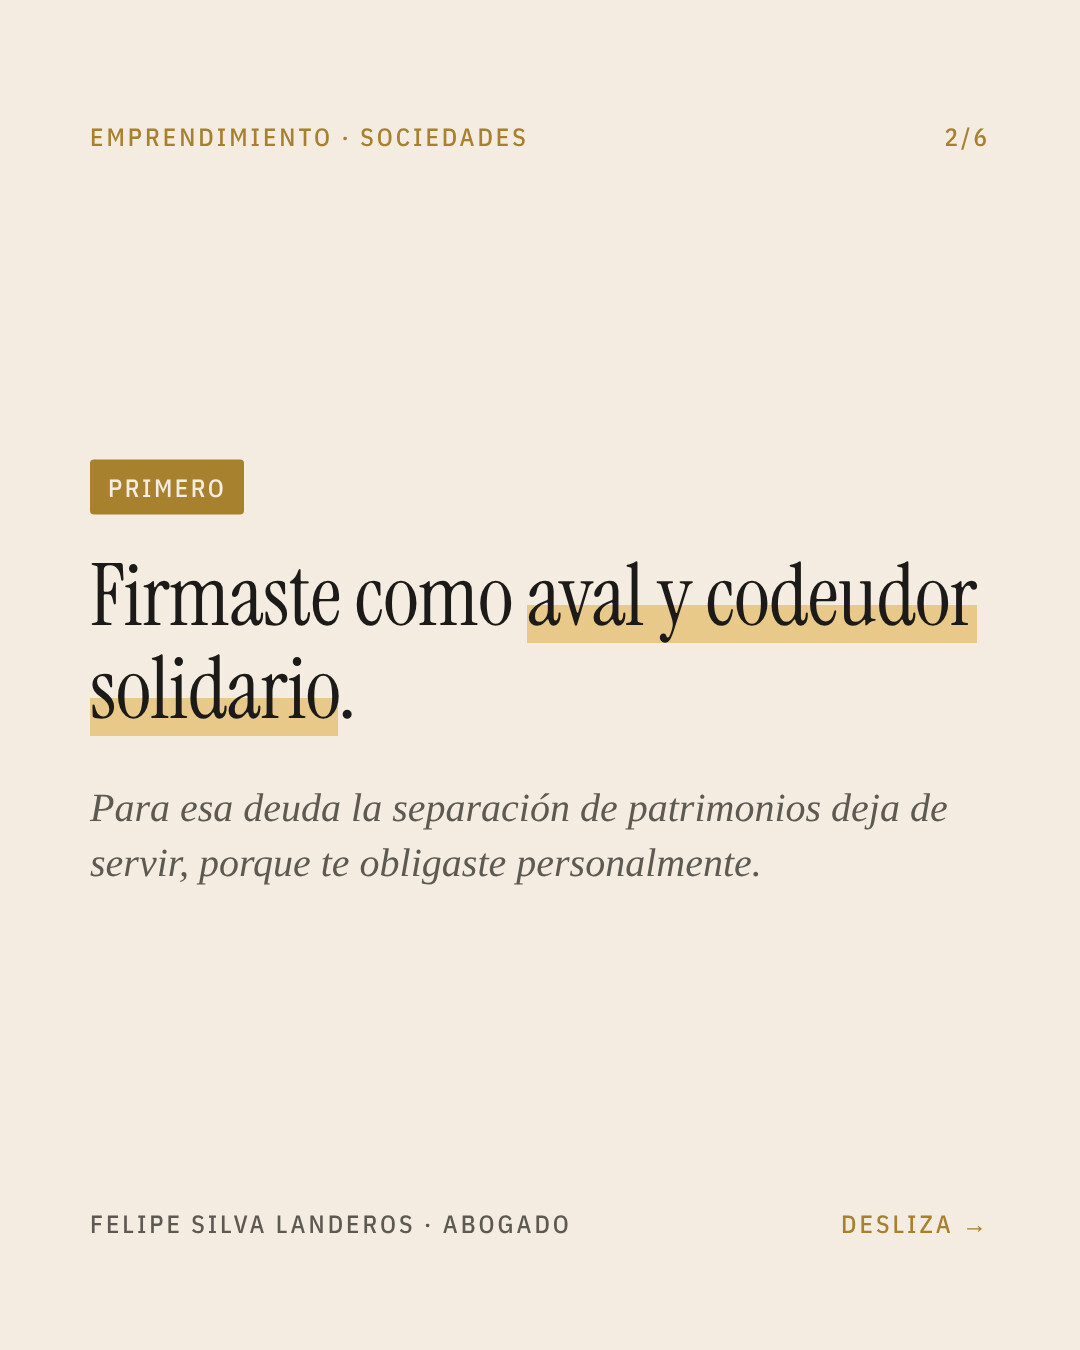 EMPRENDIMIENTO · SOCIEDADES
2/6
PRIMERO
Firmaste como aval y codeudor
solidario.
Para esa deuda la separación de patrimonios deja de
servir, porque te obligaste personalmente.
FELIPE SILVA LANDEROS · ABOGADO
DESLIZA →